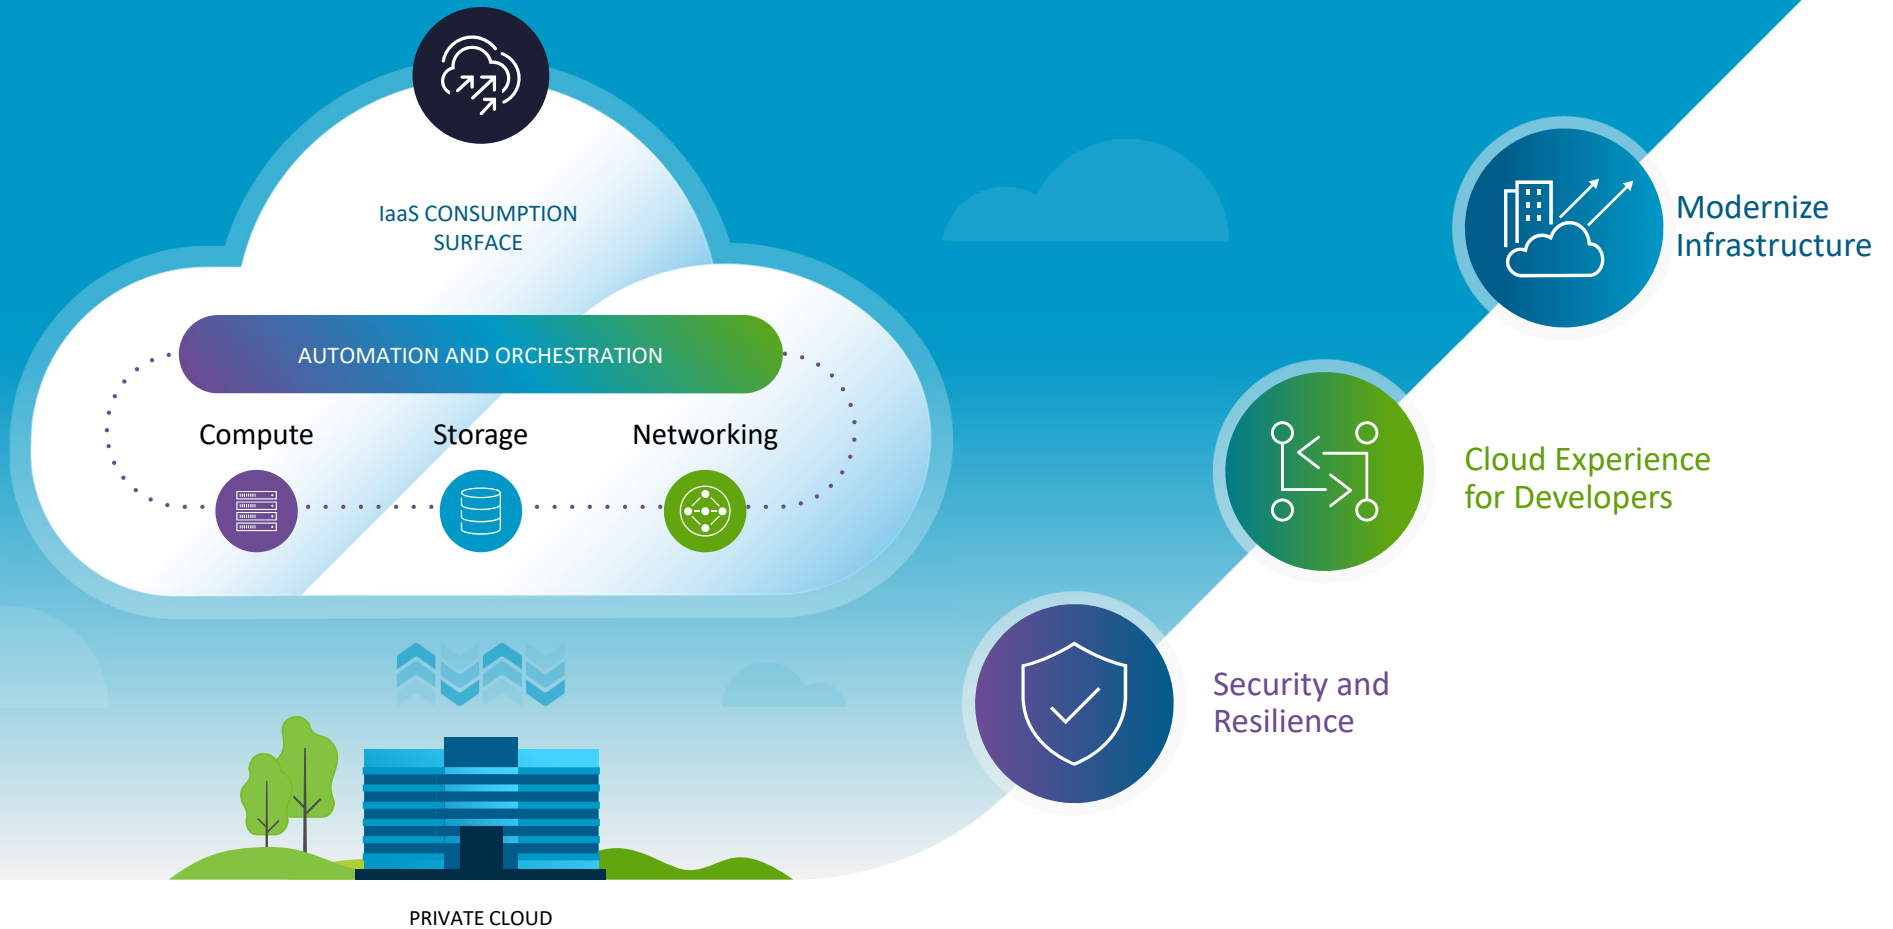 IaaS CONSUMPTION
SURFACE
AUTOMATION AND ORCHESTRATION
Compute
Storage
Networking
PRIVATE CLOUD
Modernize
Infrastructure
Cloud Experience
for Developers
Security and
Resilience